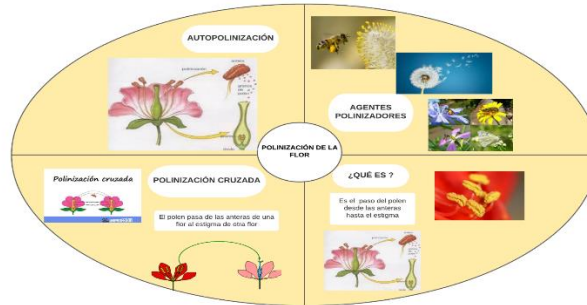 AUTOPOLINIZACIÓN
AGENTES
POLINIZADORES
POLINIZACIÓN DE LA
FLOR
Polinización cruzada
POLINIZACIÓN CRUZADA
El polen pasa de las anteras de una
flor al estigma de otra flor
¿QUÉ ES ?
Es el paso del polen
desde las anteras
hasta el estigma